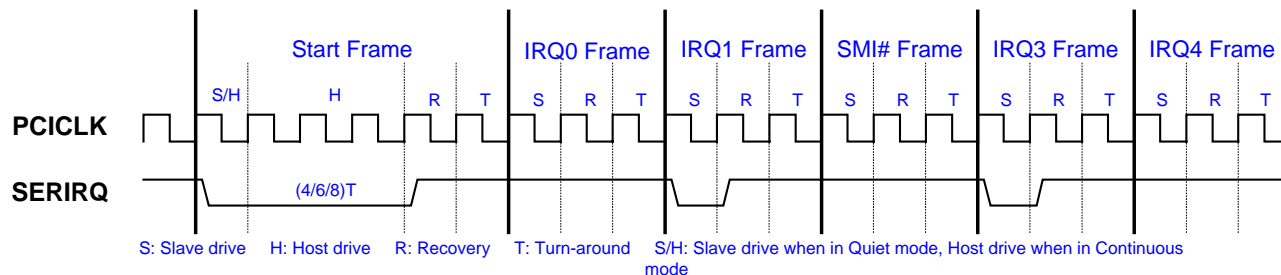 Start Frame IRQ0 Frame IRQ1 Frame SMI# Frame IRQ3 Frame IRQ4 Frame
S/H H R T S R T S R T S R T S R T S R T
PCICLK
SERIRQ (4/6/8)T
S: Slave drive H: Host drive R: Recovery T: Turn-around S/H: Slave drive when in Quiet mode, Host drive when in Continuous
mode